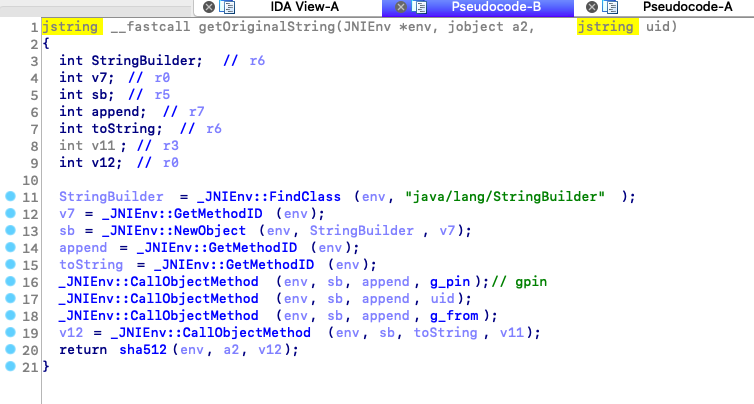 IDA View-A Pseudocode-B Pseudocode-A
1 jstring __fastcall getOriginalString(JNIEnv *env, jobject a2, jstring uid)
2 {
3 int StringBuilder; // r6
4 int v7; // r0
5 int sb; // r5
6 int append; // r7
7 int toString; // r6
8 int v11; // r3
9 int v12; // r0
10
11 StringBuilder = _JNIEnv::FindClass (env, "java/lang/StringBuilder" );
12 v7 = _JNIEnv::GetMethodID (env);
13 sb = _JNIEnv::NewObject (env, StringBuilder , v7);
14 append = _JNIEnv::GetMethodID (env);
15 toString = _JNIEnv::GetMethodID (env);
16 _JNIEnv::CallObjectMethod (env, sb, append, g_pin);// gpin
17 _JNIEnv::CallObjectMethod (env, sb, append, uid);
18 _JNIEnv::CallObjectMethod (env, sb, append, g_from);
19 v12 = _JNIEnv::CallObjectMethod (env, sb, toString, v11);
20 return sha512(env, a2, v12);
21 }